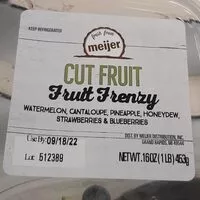 KEEP REFRIGERATED
fresh from
meijer
CUT FRUIT
Fruit Frenzy
WATERMELON, CANTALOUPE, PINEAPPLE, HONEYDEW,
STRAWBERRIES & BLUEBERRIES
Use By: 09/18/22
Lot: 512389
DIST. BY MEIJER DISTRIBUTION, INC.
GRAND RAPIDS, MI 49544
NET WT. 16OZ (1 LB) 453g